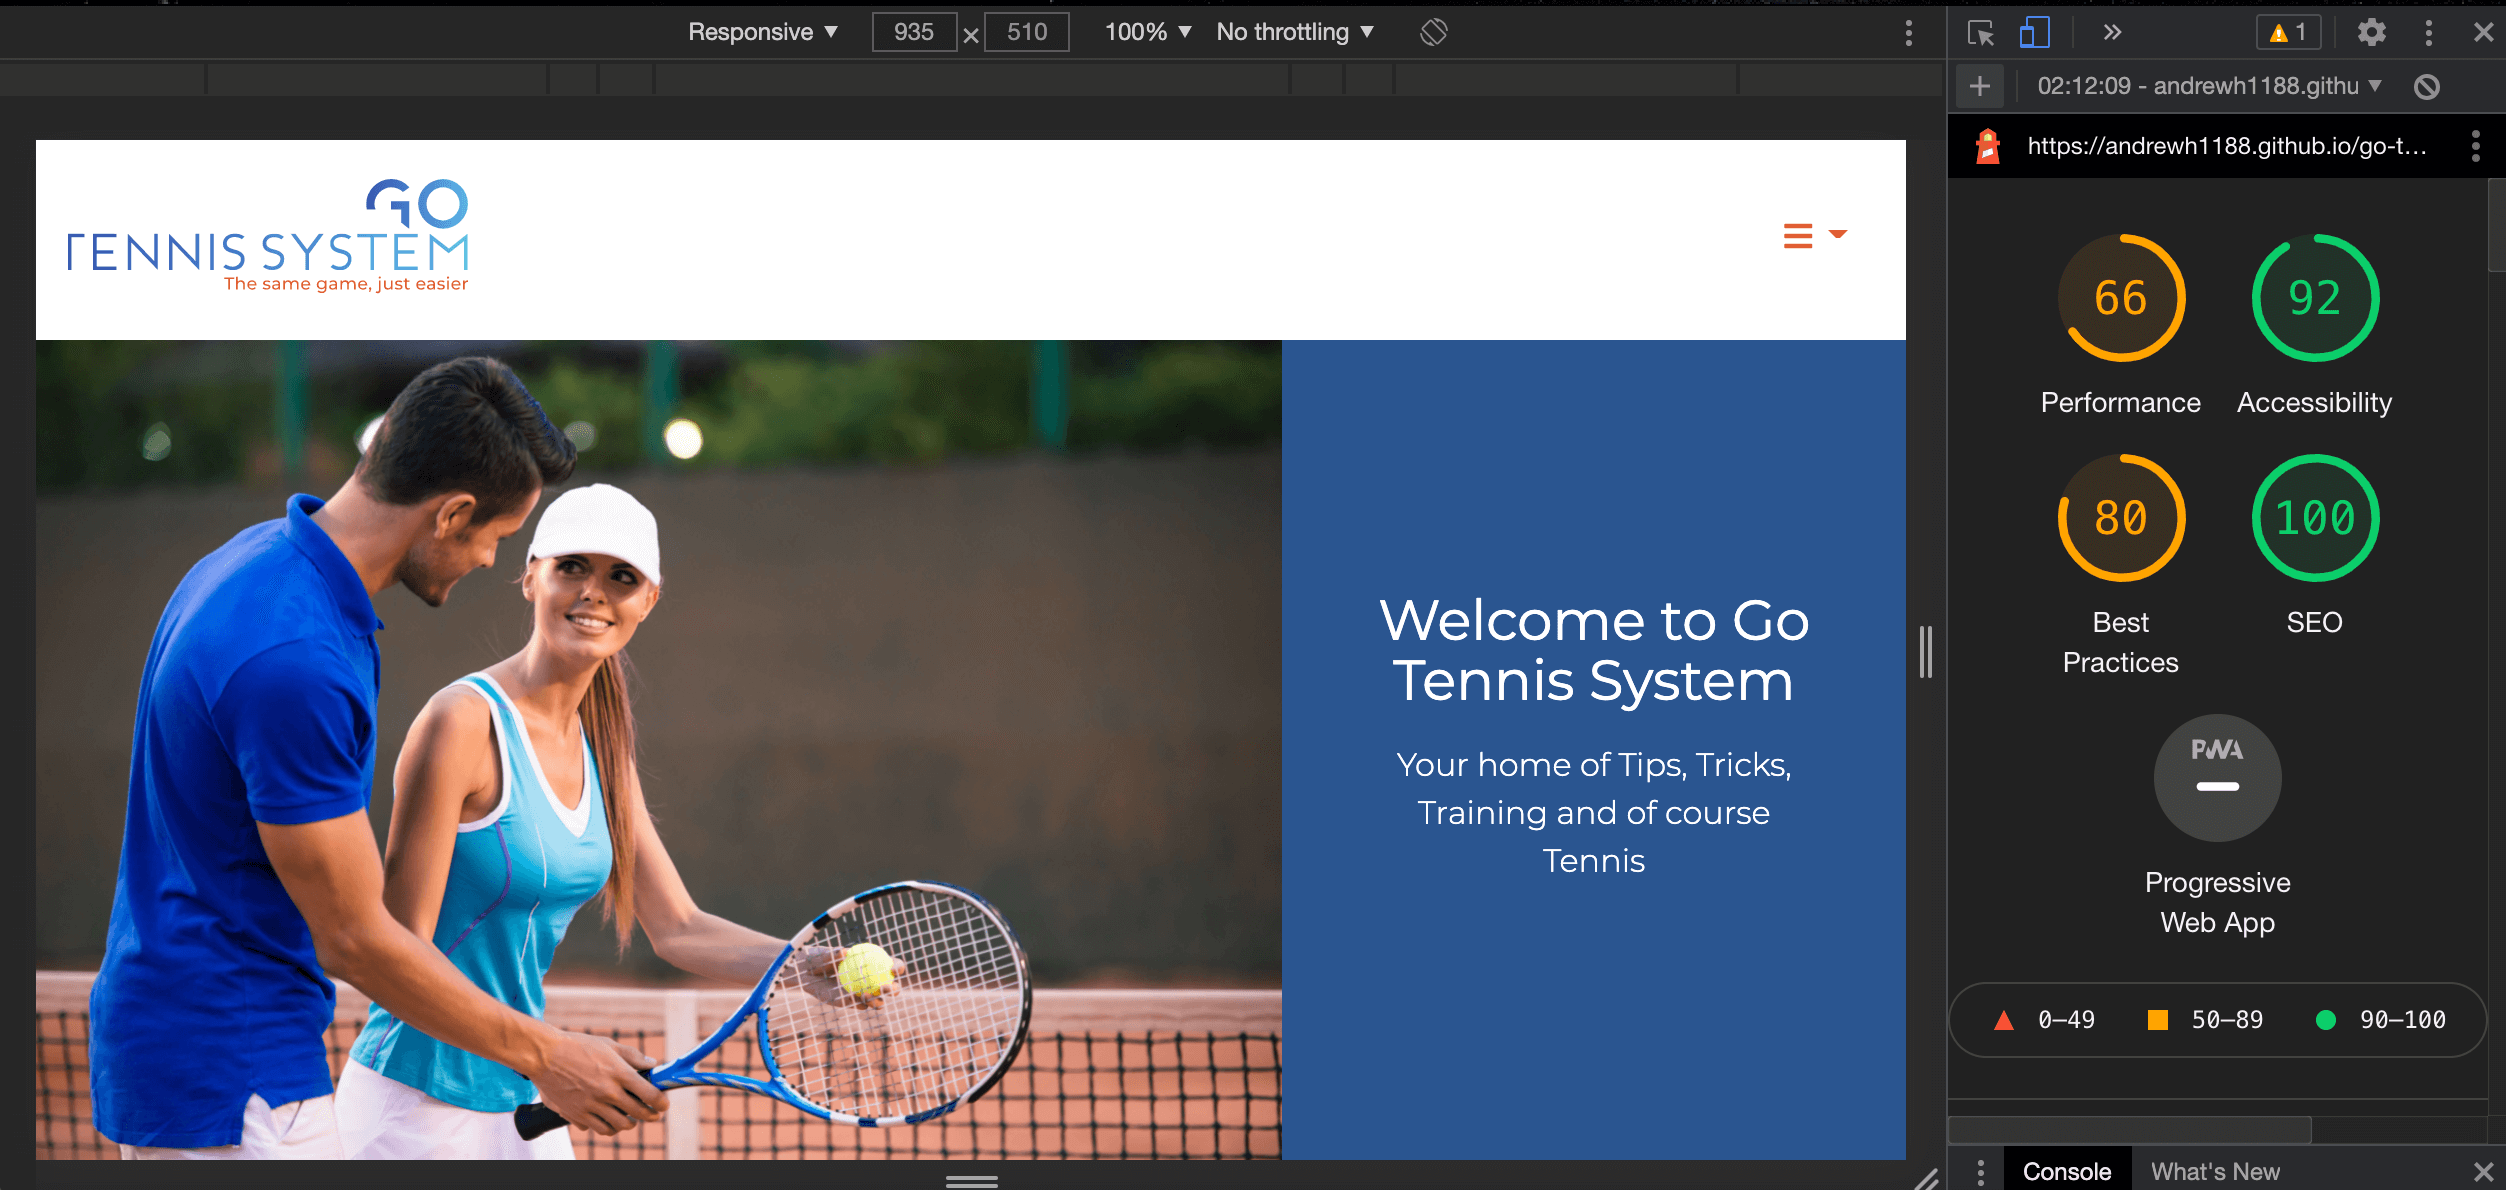 Responsive ▼ 935 × 510 100% ▼ No throttling ▼
1
02:12:09 - andrewh1188.githu ▼
https://andrewh1188.github.io/go-t...
GO
TENNIS SYSTEM
The same game, just easier
Welcome to Go
Tennis System
Your home of Tips, Tricks,
Training and of course
Tennis
66 92
Performance Accessibility
80 100
Best SEO
Practices
PWA
Progressive
Web App
0–49 50–89 90–100
Console What's New